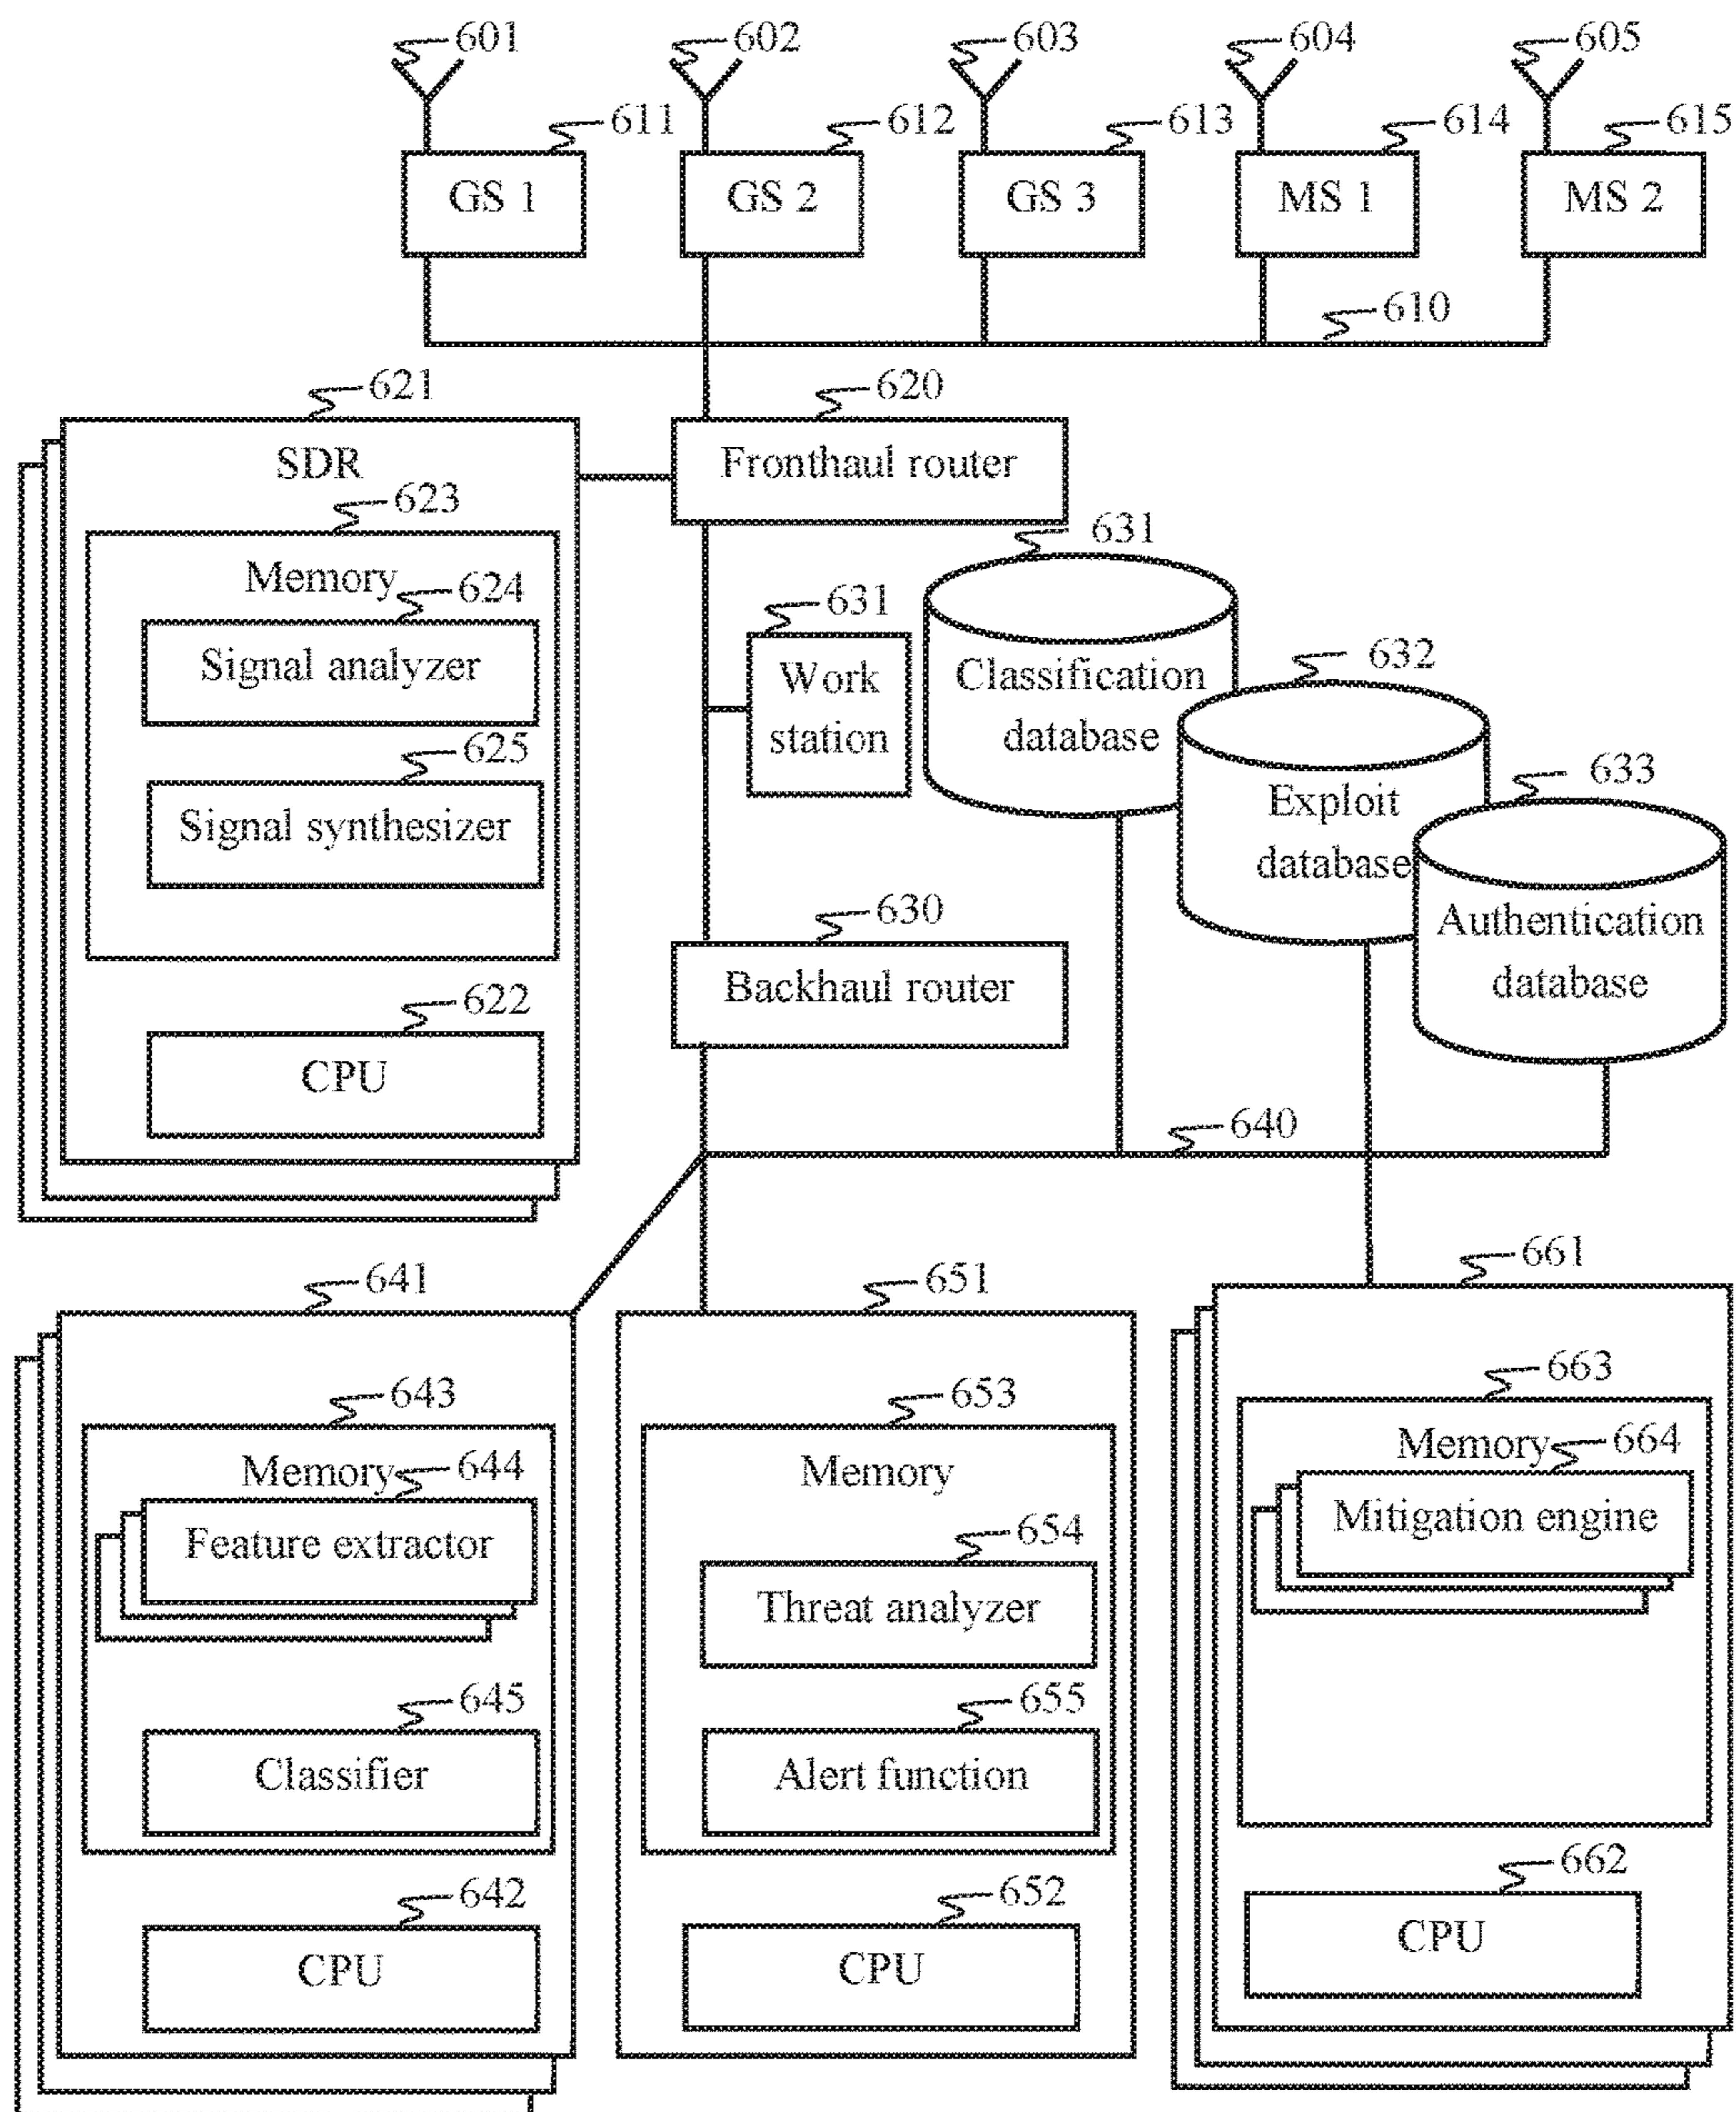 601
602
603
604
605
611
612
613
614
615
GS 1
GS 2
GS 3
MS 1
MS 2
610
621
620
SDR
Fronthaul router
623
631
Memory
624
Signal analyzer
631
Work
station
Classification
database
632
625
Signal synthesizer
Exploit
database
633
630
Backhaul router
Authentication
database
622
CPU
640
641
651
661
643
653
663
Memory
644
Memory
Memory
664
Feature extractor
Mitigation engine
654
Threat analyzer
645
655
Classifier
Alert function
642
652
662
CPU
CPU
CPU